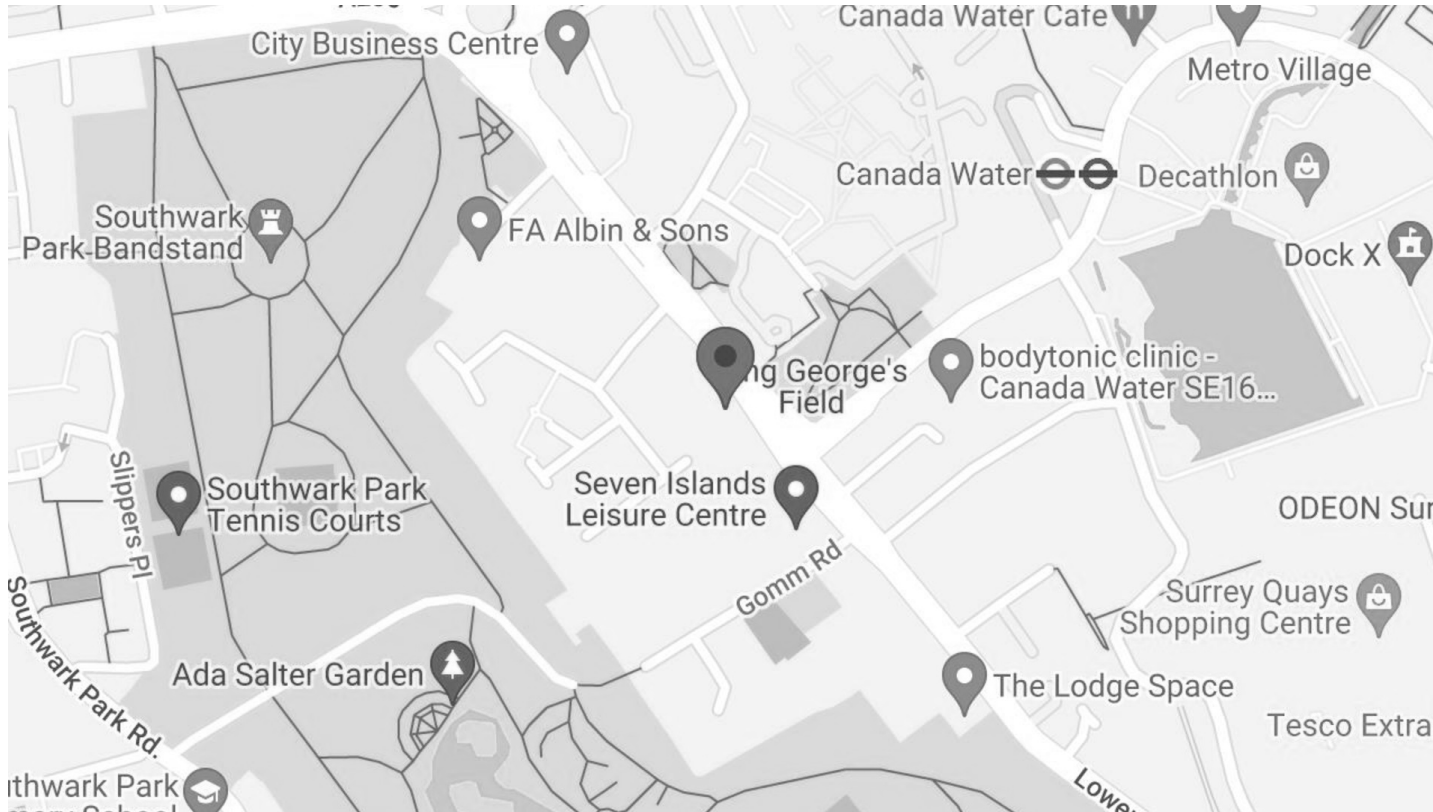 City Business Centre
Canada Water Cafe
Metro Village
Canada Water
Decathlon
Southwark
Park Bandstand
FA Albin & Sons
Dock X
ng George's
Field
bodytonic clinic -
Canada Water SE16...
Slippers Pl
Southwark Park
Tennis Courts
Seven Islands
Leisure Centre
ODEON Sur
Gomm Rd
Surrey Quays
Shopping Centre
Southwark Park Rd.
Ada Salter Garden
The Lodge Space
Tesco Extra
Lower
uthwark Park